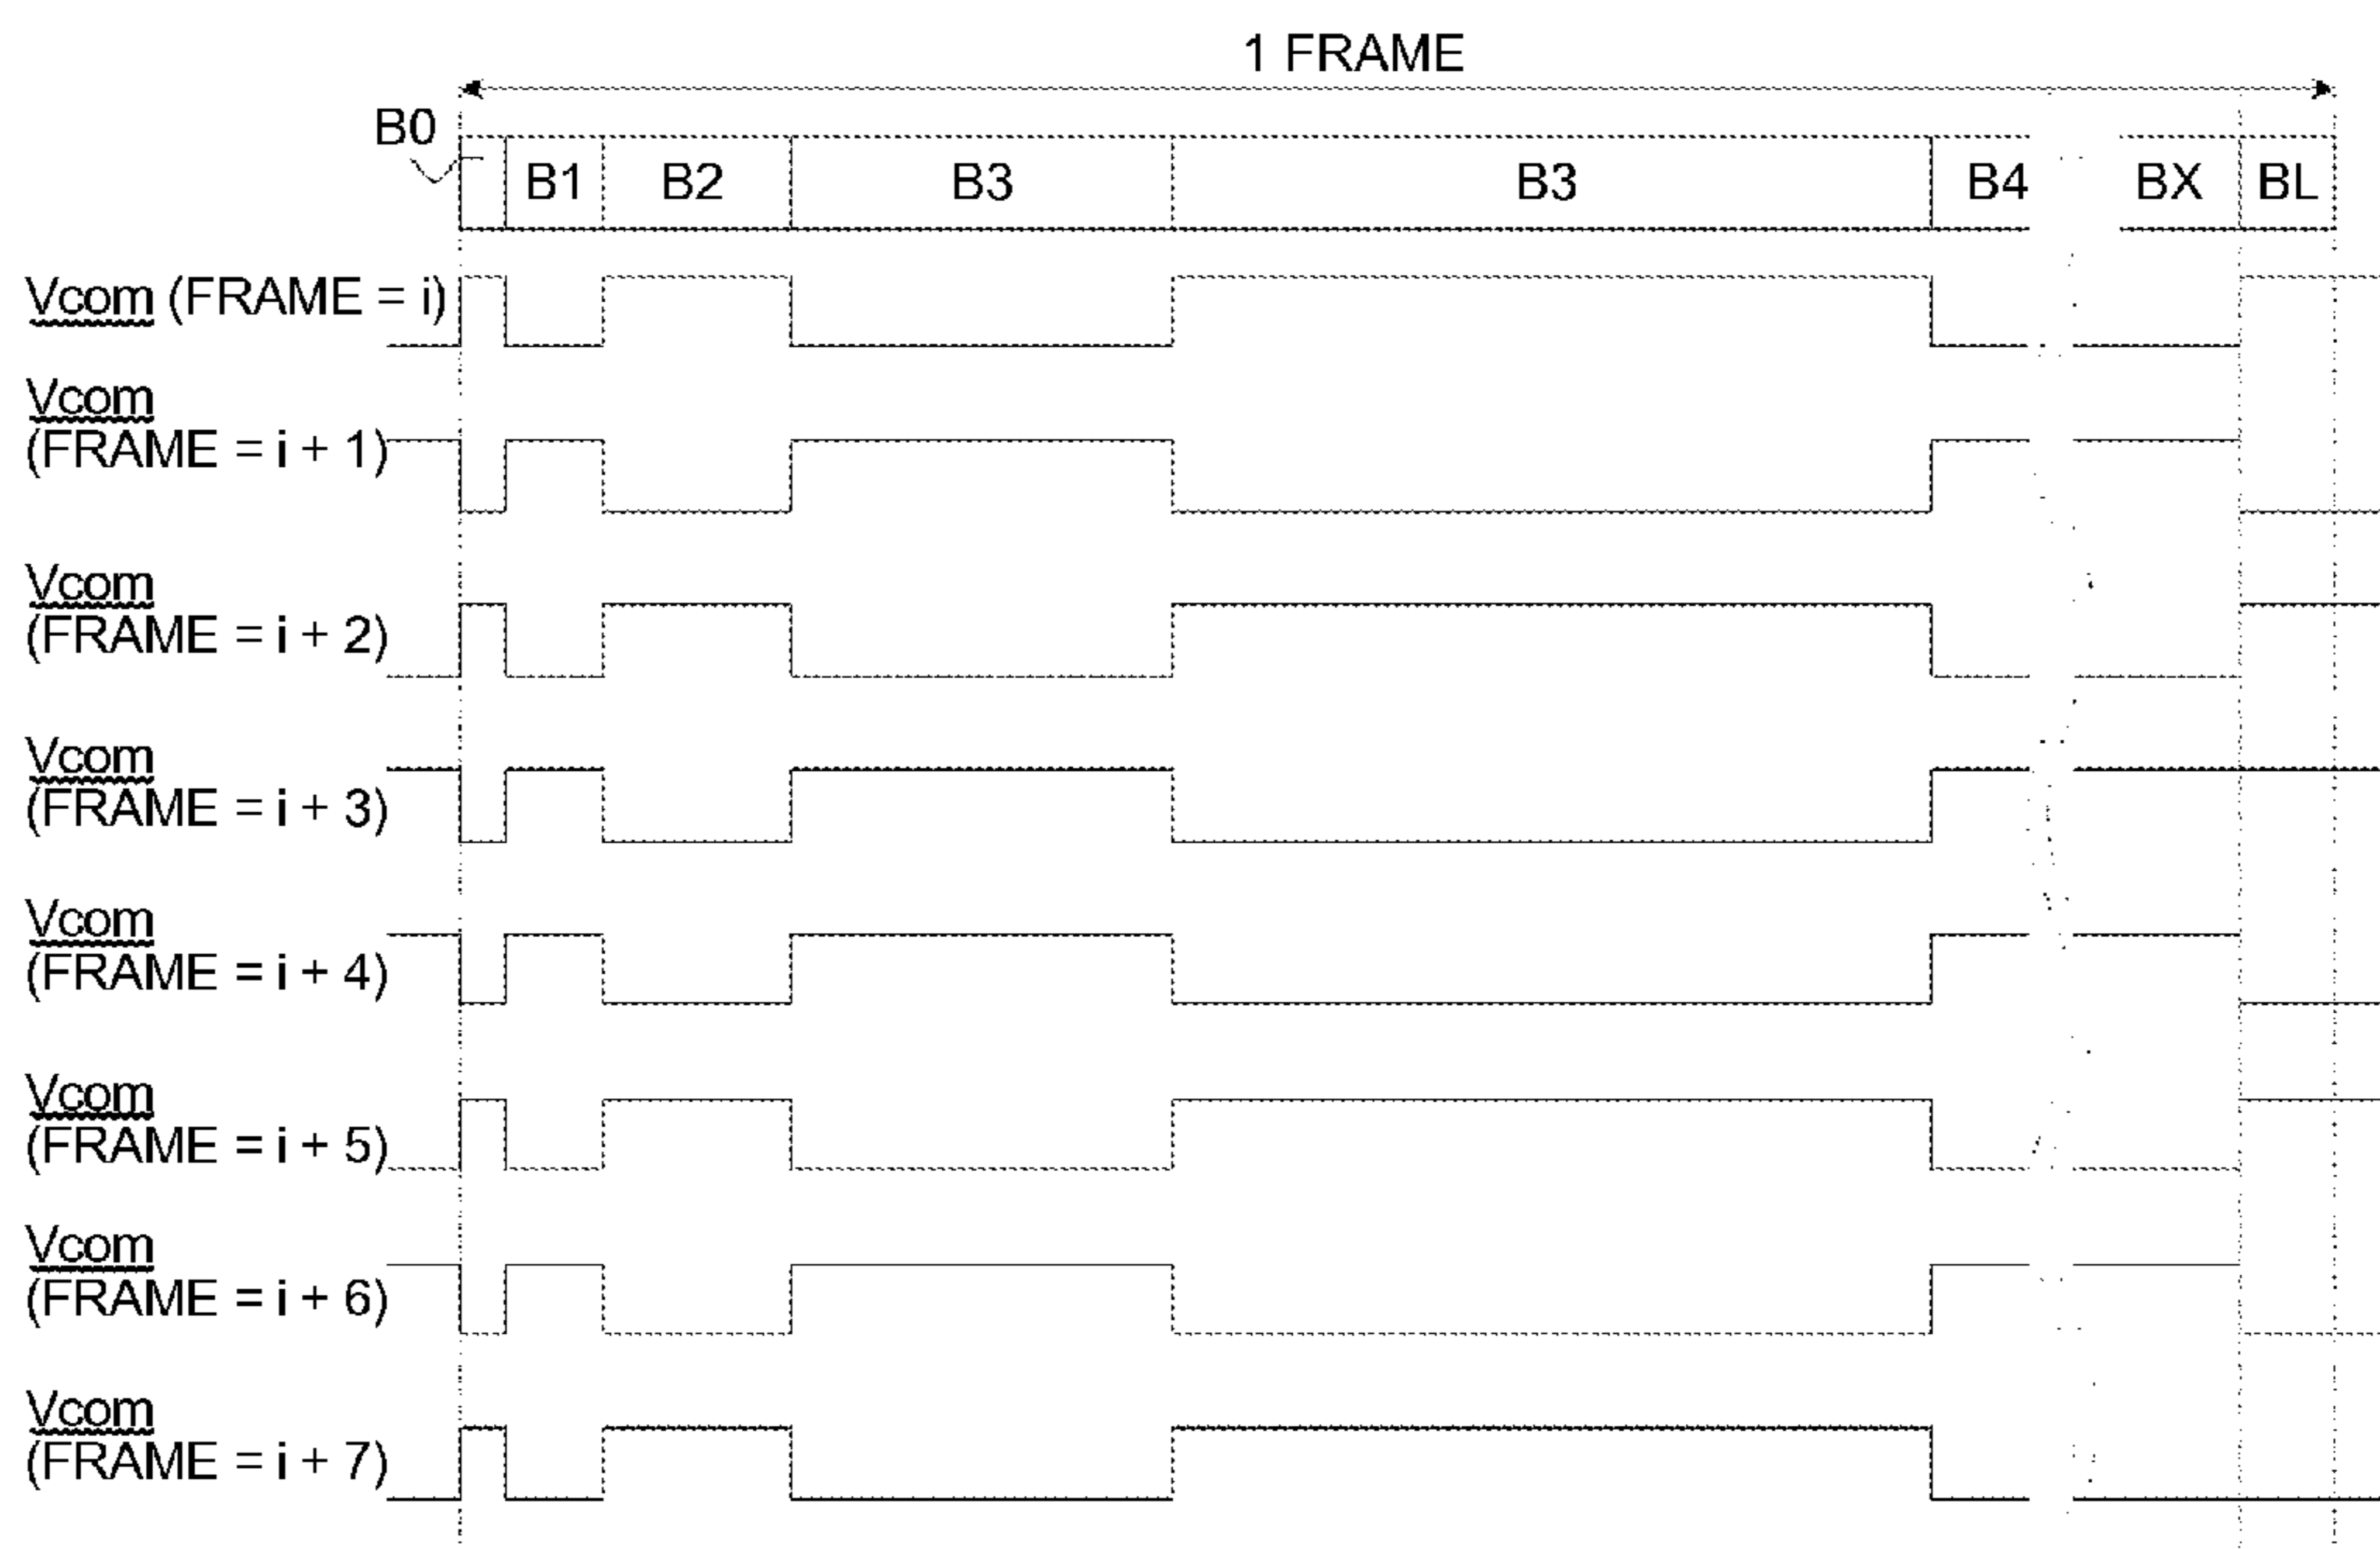 1 FRAME
B0
B1 B2 B3 B3 B4 BX BL
Vcom (FRAME = i)
Vcom
(FRAME = i + 1)
Vcom
(FRAME = i + 2)
Vcom
(FRAME = i + 3)
Vcom
(FRAME = i + 4)
Vcom
(FRAME = i + 5)
Vcom
(FRAME = i + 6)
Vcom
(FRAME = i + 7)